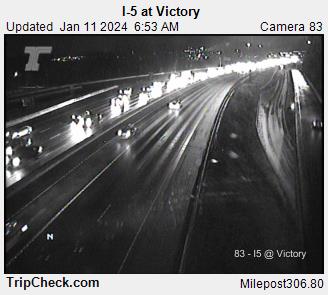 I-5 at Victory
Updated Jan 11 2024 6:53 AM Camera 83
T
N
83 - I5 @ Victory
TripCheck.com Milepost306.80